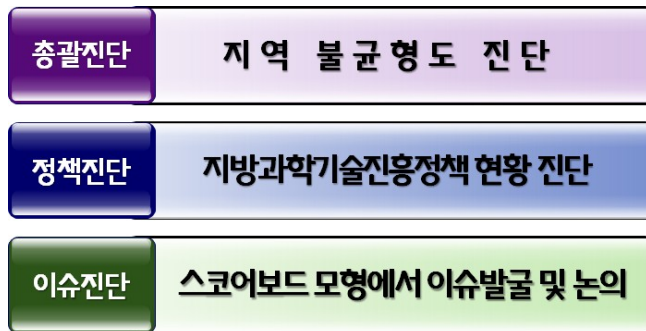 총괄진단 지역 불균형도 진단
정책진단 지방과학기술진흥정책 현황 진단
이슈진단 스코어보드 모형에서 이슈발굴 및 논의